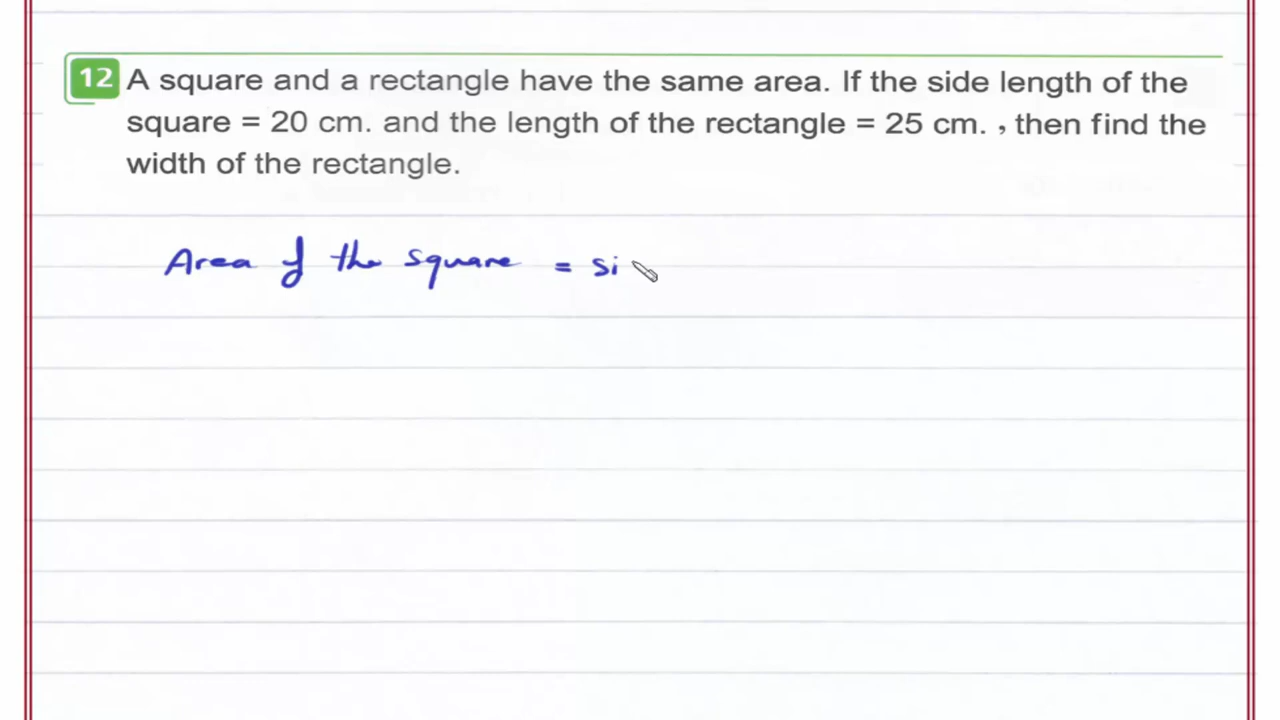 12 A square and a rectangle have the same area. If the side length of the
square = 20 cm. and the length of the rectangle = 25 cm. , then find the
width of the rectangle.
Area of the square = si